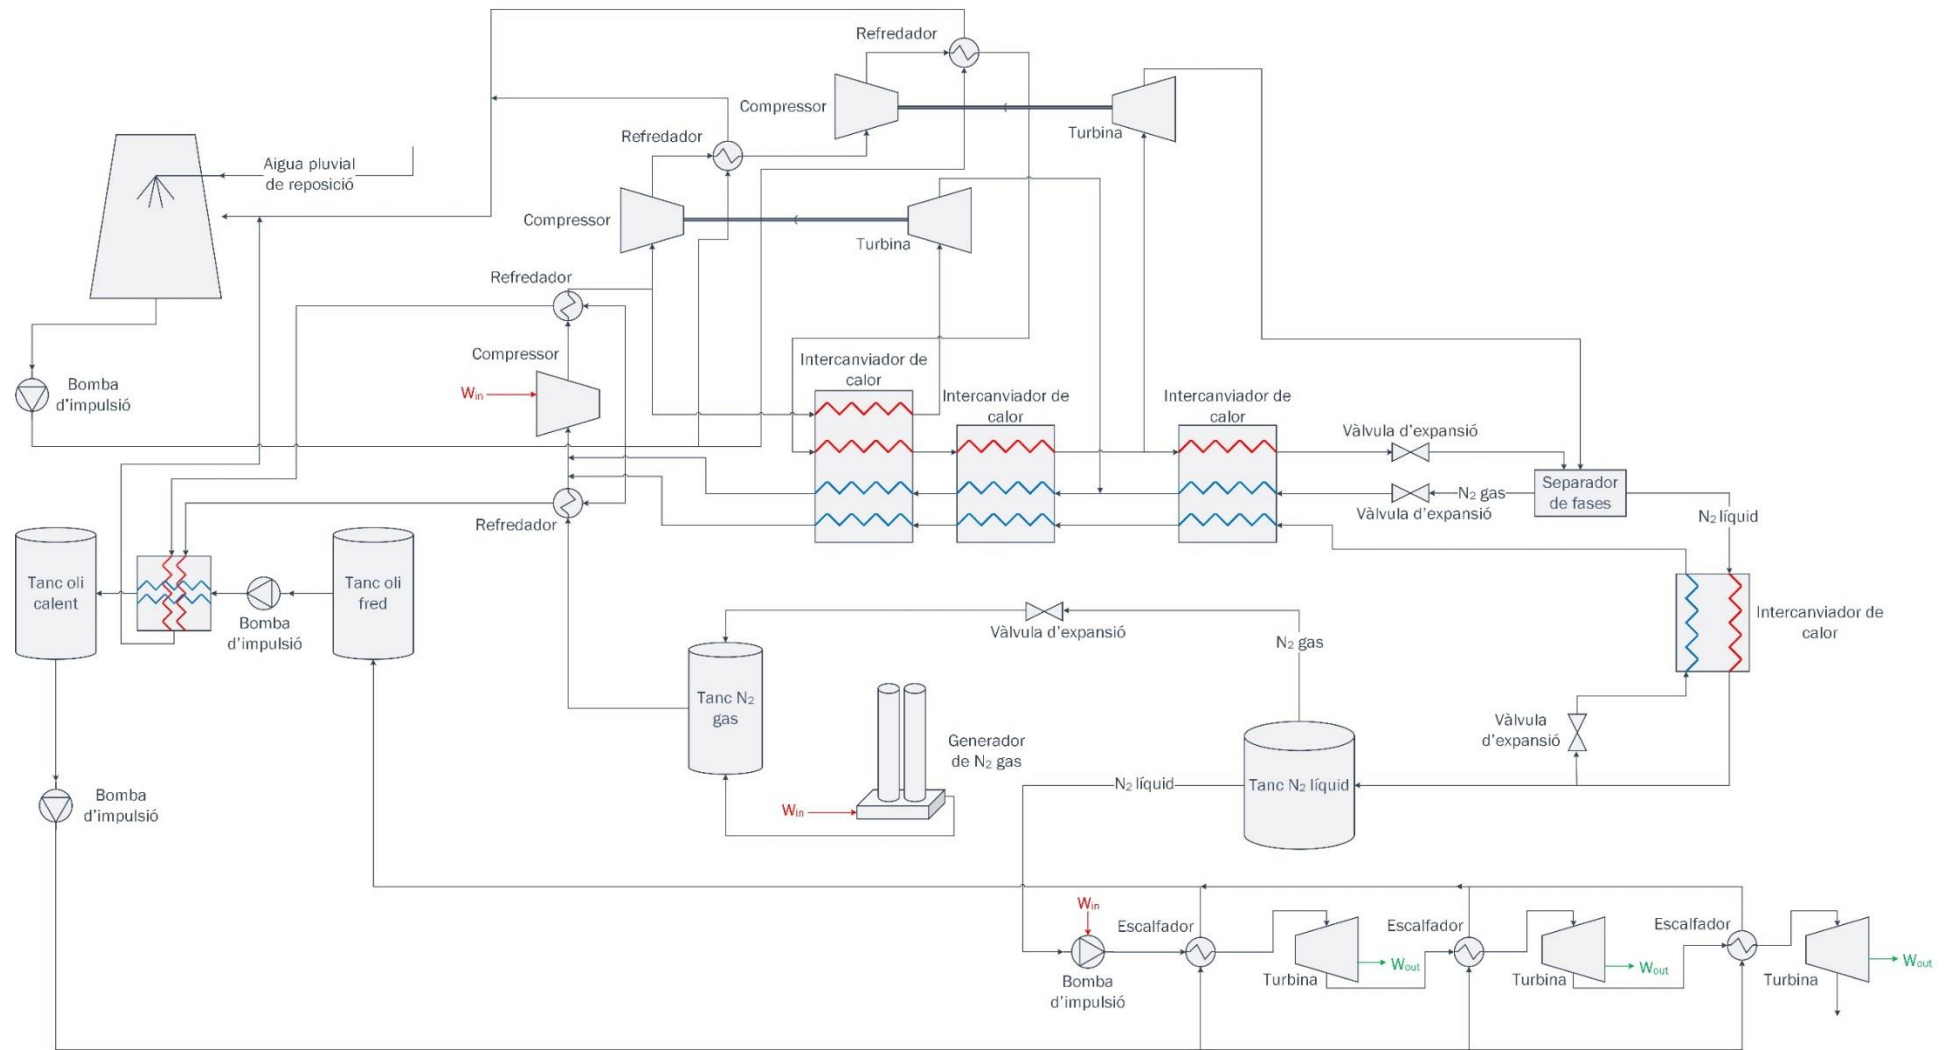 Refredador
Compressor
Turbina
Refredador
Aigua pluvial
de reposició
Compressor
Turbina
Refredador
Compressor
Win
Bomba
d'impulsió
Intercanviador de
calor
Intercanviador de
calor
Intercanviador de
calor
Vàlvula d'expansió
N₂ gas
Vàlvula d'expansió
Separador
de fases
N₂ líquid
Refredador
Tanc oli
calent
Bomba
d'impulsió
Tanc oli
fred
Vàlvula d'expansió
N₂ gas
Intercanviador de
calor
Tanc N₂
gas
Generador
de N₂ gas
Win
Vàlvula
d'expansió
N₂ líquid
Tanc N₂ líquid
Bomba
d'impulsió
Win
Escalfador
Bomba
d'impulsió
Turbina
Wout
Escalfador
Turbina
Wout
Escalfador
Turbina
Wout